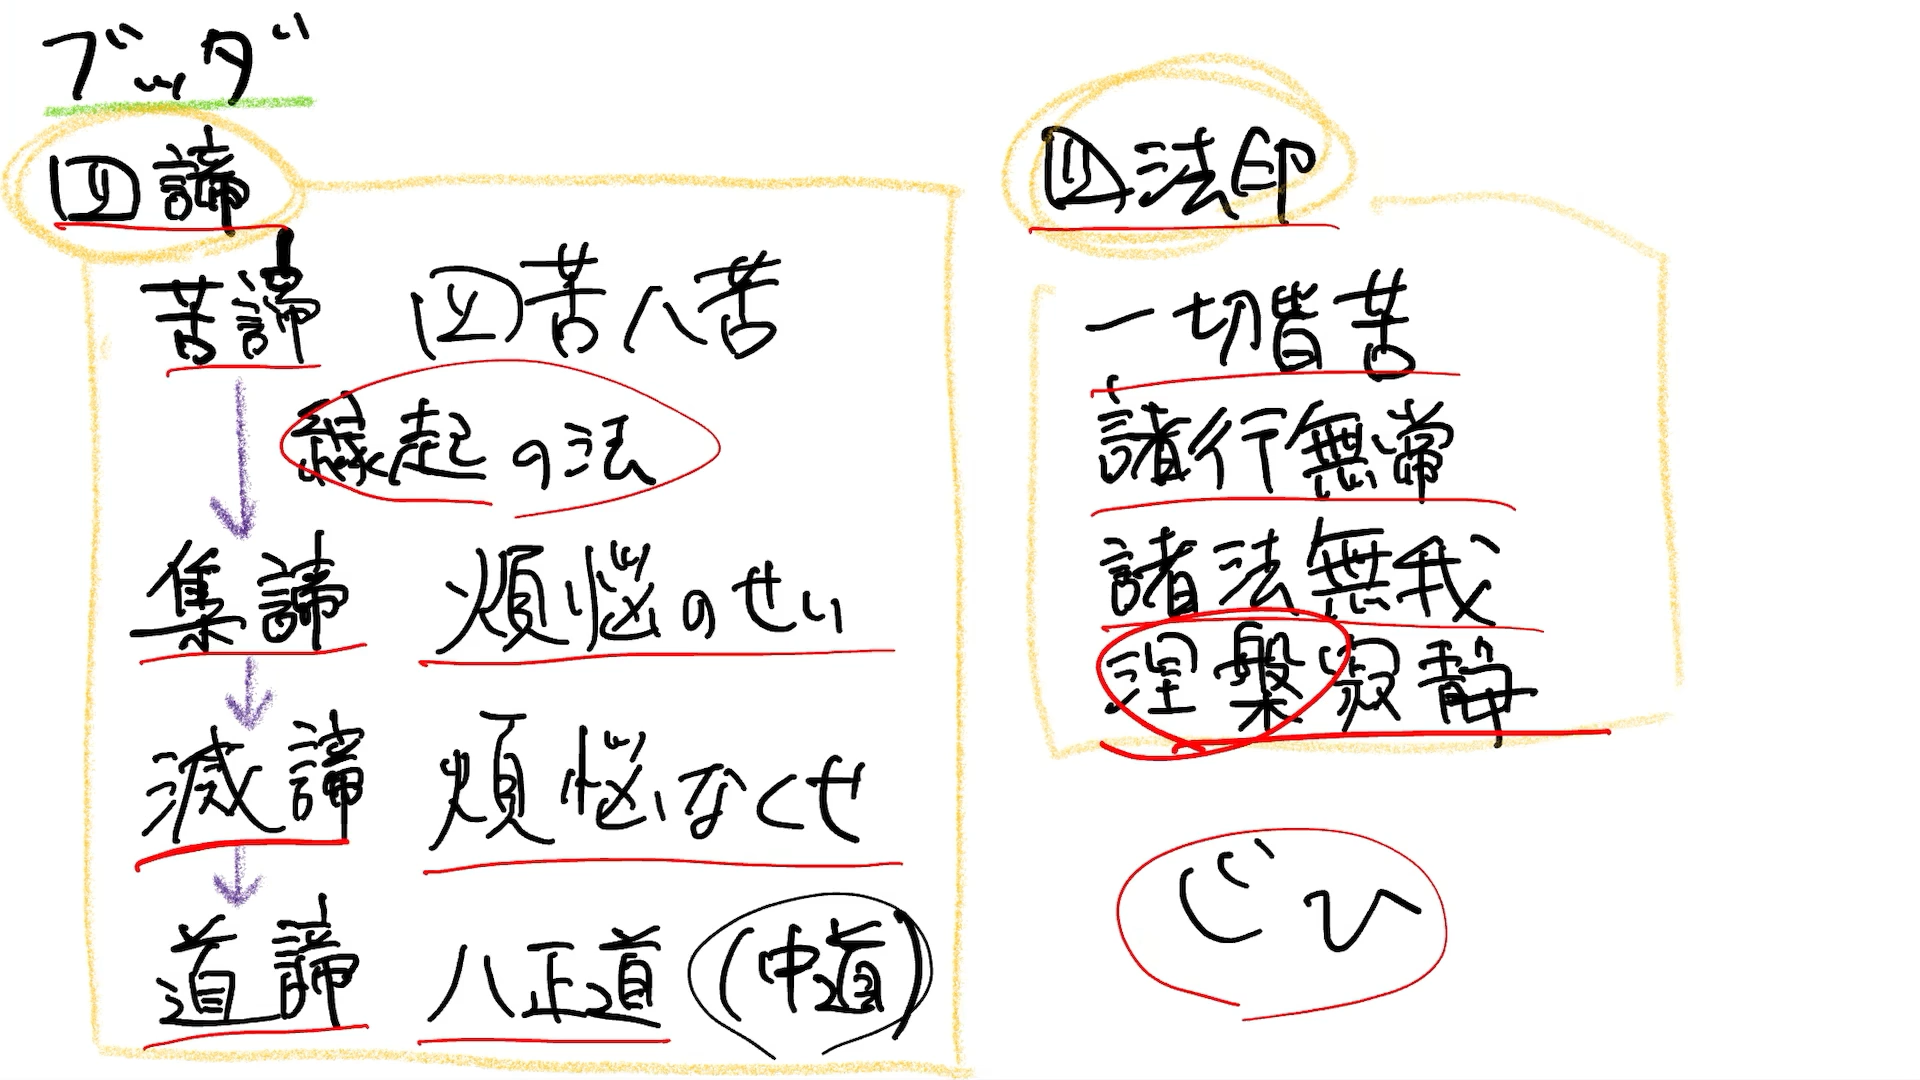 ブッダ
四諦
苦諦 四苦八苦
縁起の法
集諦 煩悩のせい
滅諦 煩悩なくせ
道諦 八正道 (中道)
四法印
一切皆苦
諸行無常
諸法無我
涅槃寂静
じひ